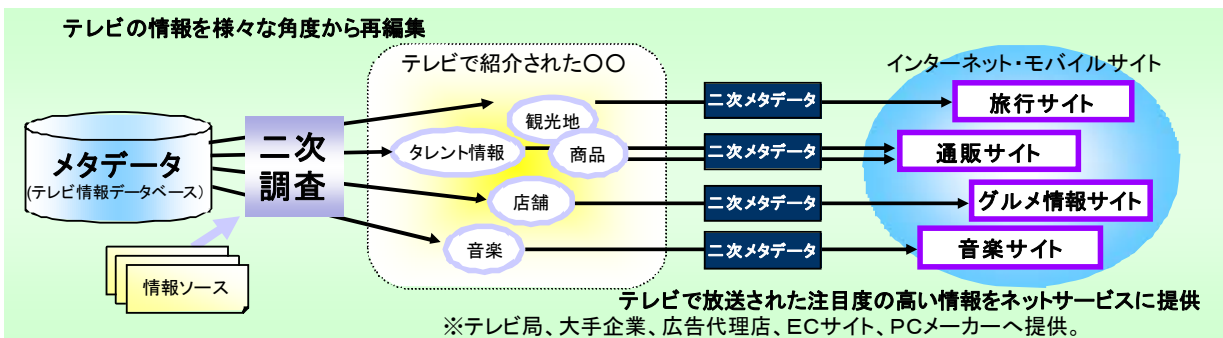 テレビの情報を様々な角度から再編集
テレビで紹介された〇〇
インターネット・モバイルサイト
メタデータ
(テレビ情報データベース)
二次
調査
情報ソース
観光地
タレント情報
商品
店舗
音楽
二次メタデータ
二次メタデータ
二次メタデータ
二次メタデータ
旅行サイト
通販サイト
グルメ情報サイト
音楽サイト
テレビで放送された注目度の高い情報をネットサービスに提供
※テレビ局、大手企業、広告代理店、ECサイト、PCメーカーへ提供。